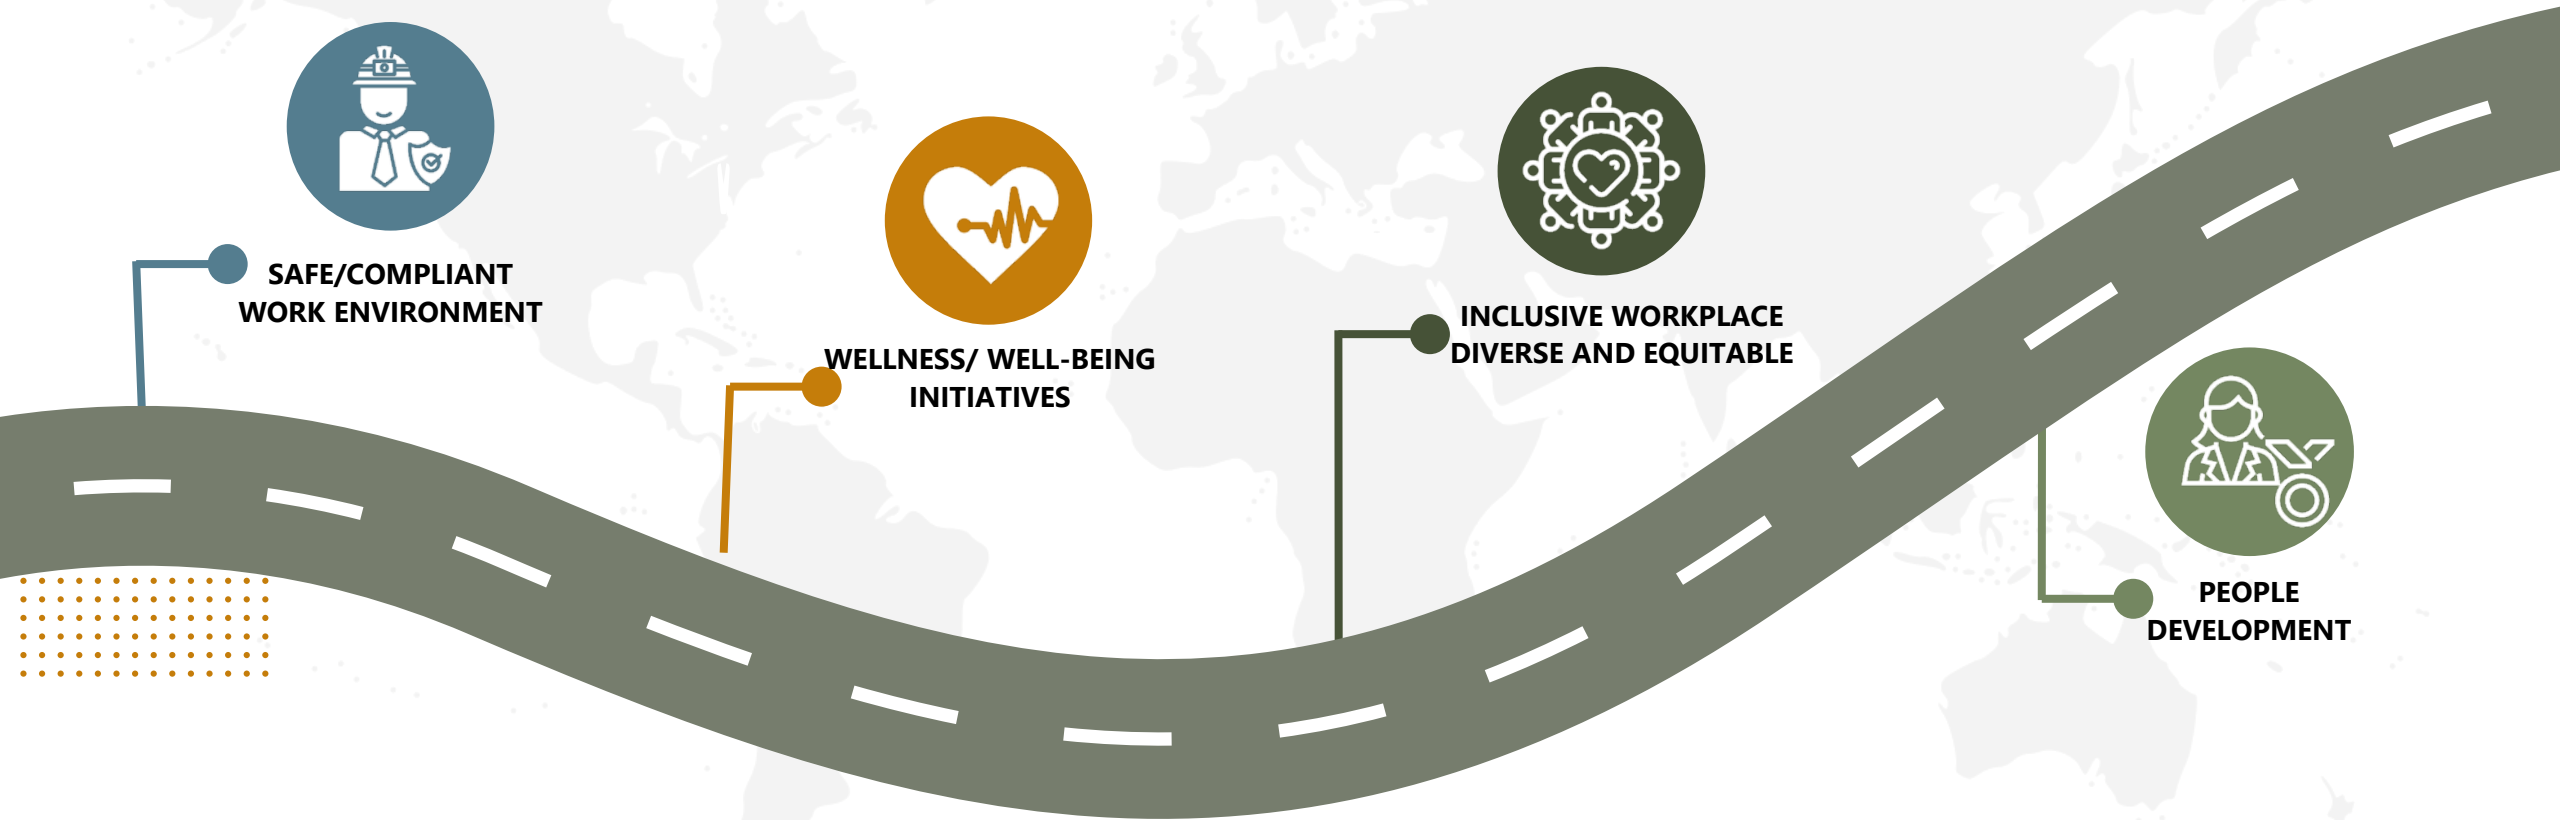 SAFE/COMPLIANT
WORK ENVIRONMENT
WELLNESS/ WELL-BEING
INITIATIVES
INCLUSIVE WORKPLACE
DIVERSE AND EQUITABLE
PEOPLE
DEVELOPMENT